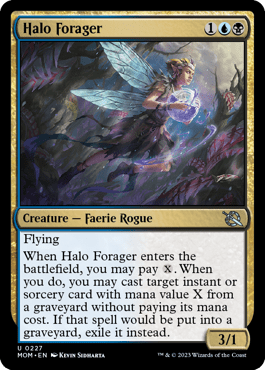 Halo Forager 1
Creature — Faerie Rogue
Flying
When Halo Forager enters the
battlefield, you may pay X. When
you do, you may cast target instant or
sorcery card with mana value X from
a graveyard without paying its mana
cost. If that spell would be put into a
graveyard, exile it instead.
3/1
U 0227
MOM • EN Kevin Sidharta
™ & © 2023 Wizards of the Coast